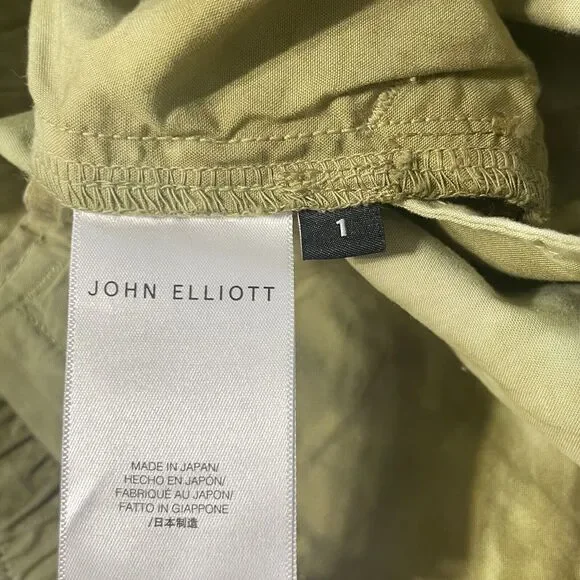 1
JOHN ELLIOTT
MADE IN JAPAN/
HECHO EN JAPÓN/
FABRIQUÉ AU JAPON/
FATTO IN GIAPPONE
/日本制造